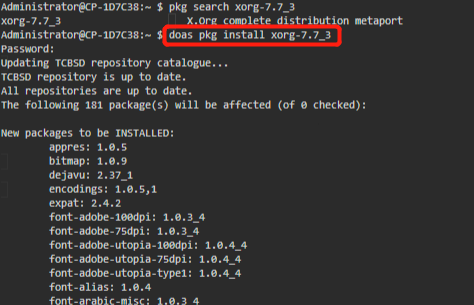 Administrator@CP-1D7C38:~ $ pkg search xorg-7.7_3
xorg-7.7_3 X.Org complete distribution metaport
Administrator@CP-1D7C38:~ $ doas pkg install xorg-7.7_3
Password:
Updating TCBSD repository catalogue...
TCBSD repository is up to date.
All repositories are up to date.
The following 181 package(s) will be affected (of 0 checked):
New packages to be INSTALLED:
appres: 1.0.5
bitmap: 1.0.9
dejavu: 2.37_1
encodings: 1.0.5,1
expat: 2.4.2
font-adobe-100dpi: 1.0.3_4
font-adobe-75dpi: 1.0.3_4
font-adobe-utopia-100dpi: 1.0.4_4
font-adobe-utopia-75dpi: 1.0.4_4
font-adobe-utopia-type1: 1.0.4_4
font-alias: 1.0.4
font-arabic-misc: 1.0.3_4